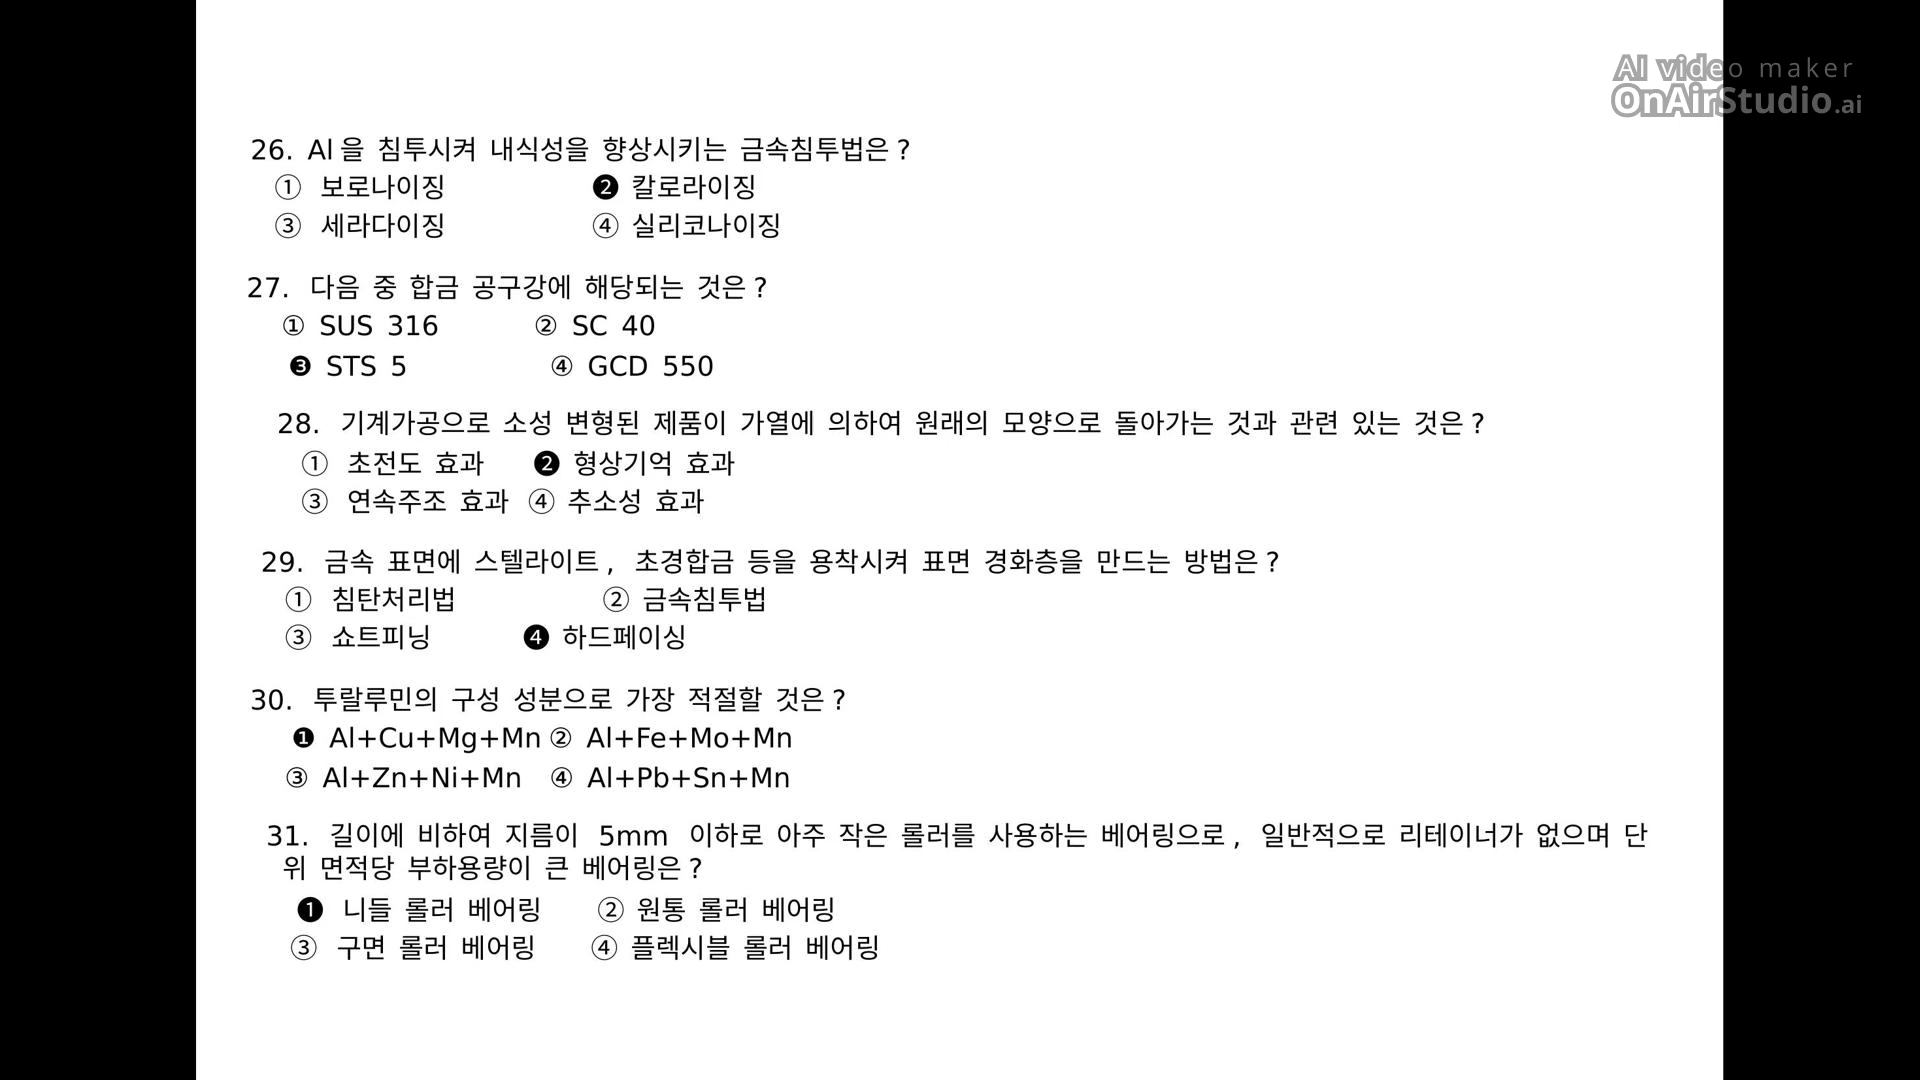 AI video maker
OnAirStudio.ai
26. Al을 침투시켜 내식성을 향상시키는 금속침투법은?
① 보로나이징 ❷ 칼로라이징
③ 세라다이징 ④ 실리코나이징
27. 다음 중 합금 공구강에 해당되는 것은?
① SUS 316 ② SC 40
❸ STS 5 ④ GCD 550
28. 기계가공으로 소성 변형된 제품이 가열에 의하여 원래의 모양으로 돌아가는 것과 관련 있는 것은?
① 초전도 효과 ❷ 형상기억 효과
③ 연속주조 효과 ④ 추소성 효과
29. 금속 표면에 스텔라이트, 초경합금 등을 용착시켜 표면 경화층을 만드는 방법은?
① 침탄처리법 ② 금속침투법
③ 쇼트피닝 ❹ 하드페이싱
30. 투랄루민의 구성 성분으로 가장 적절할 것은?
❶ Al+Cu+Mg+Mn ② Al+Fe+Mo+Mn
③ Al+Zn+Ni+Mn ④ Al+Pb+Sn+Mn
31. 길이에 비하여 지름이 5mm 이하로 아주 작은 롤러를 사용하는 베어링으로, 일반적으로 리테이너가 없으며 단
위 면적당 부하용량이 큰 베어링은?
❶ 니들 롤러 베어링 ② 원통 롤러 베어링
③ 구면 롤러 베어링 ④ 플렉시블 롤러 베어링